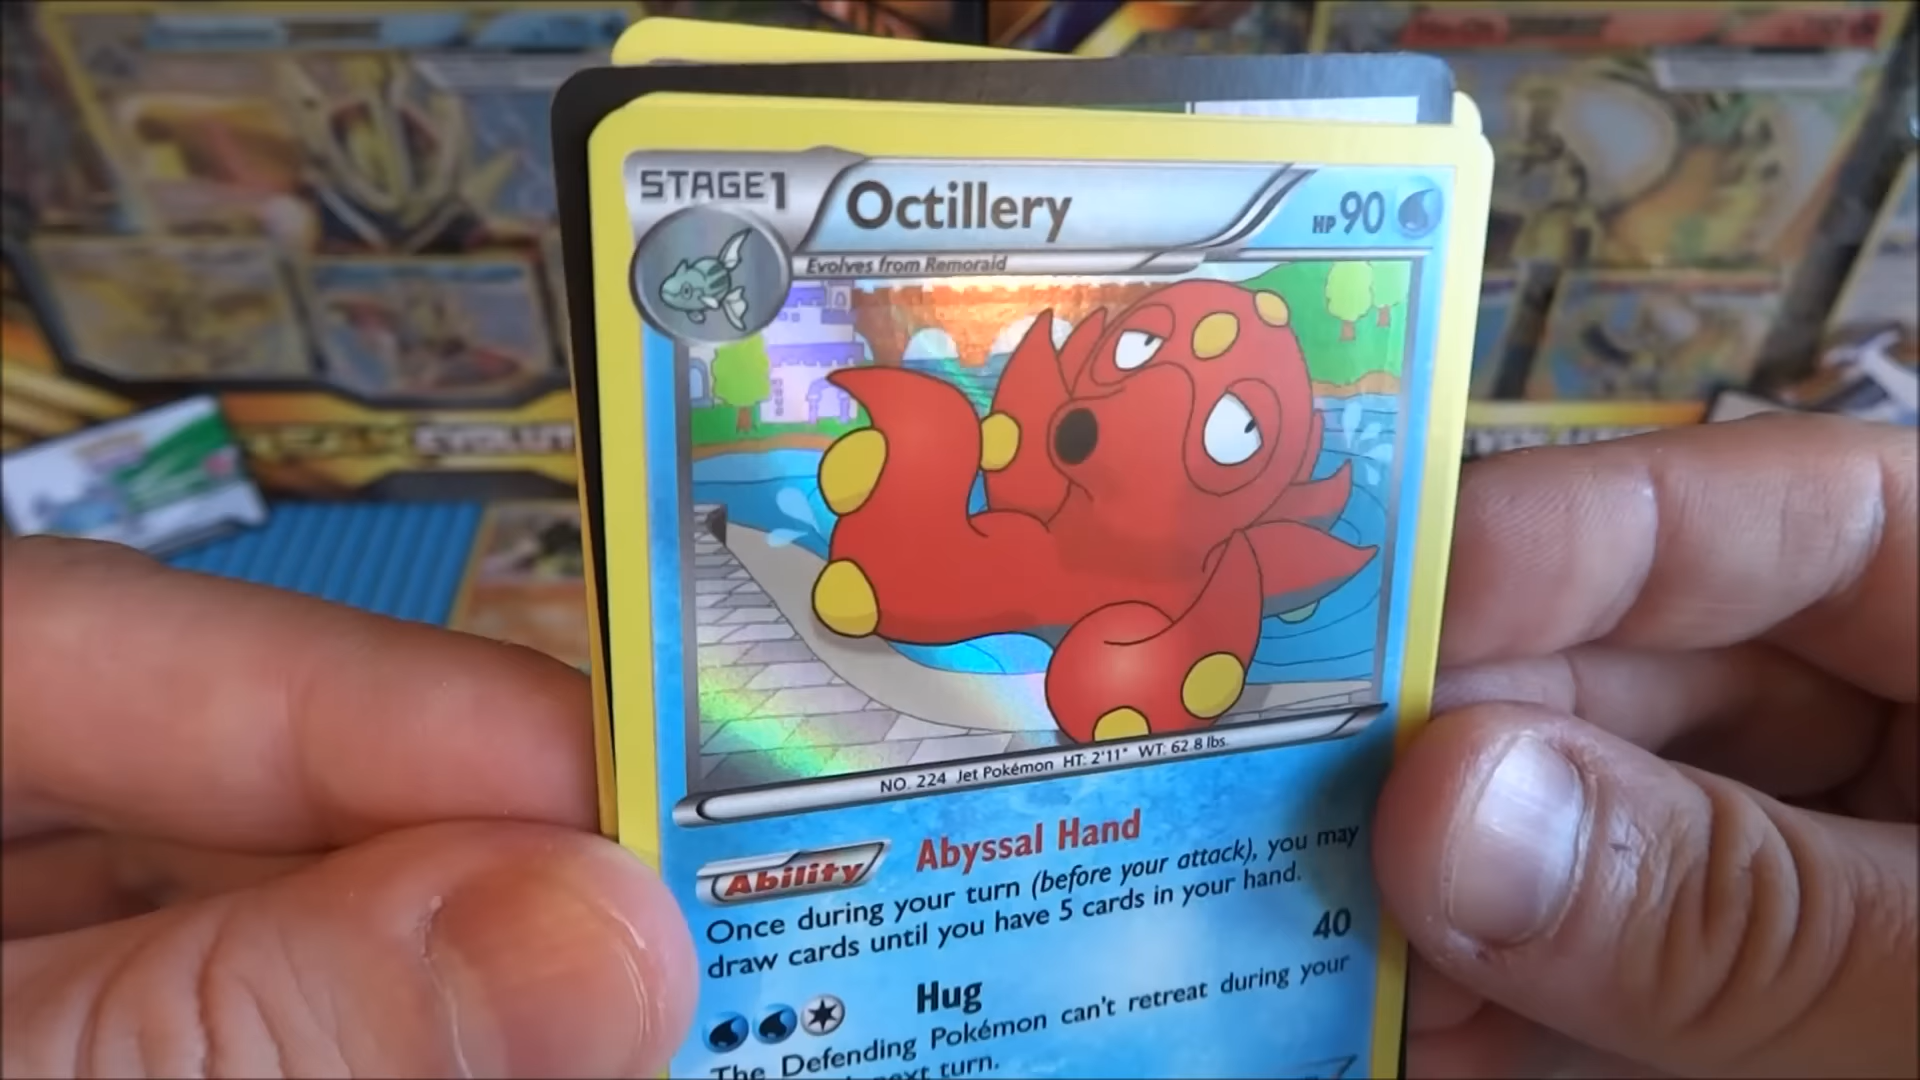 STAGE1
Octillery
HP 90
Evolves from Remoraid
NO. 224 Jet Pokémon HT: 2'11" WT: 62.8 lbs.
Ability Abyssal Hand
Once during your turn (before your attack), you may
draw cards until you have 5 cards in your hand.
Hug 40
The Defending Pokémon can't retreat during your
next turn.